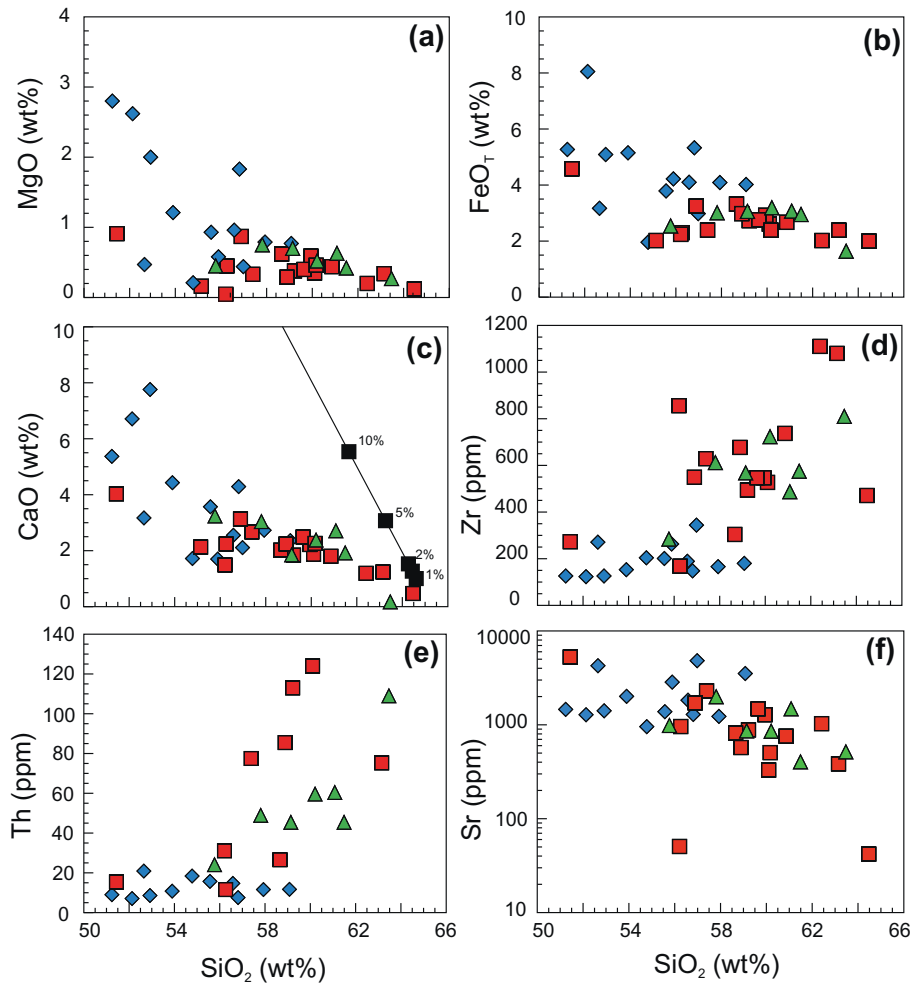 4
3
2
1
0
MgO (wt%)
(a)
10
8
6
4
2
0
FeO_T (wt%)
(b)
10
8
6
4
2
0
CaO (wt%)
(c)
10%
5%
2%
1%
1200
1000
800
600
400
200
0
Zr (ppm)
(d)
140
120
100
80
60
40
20
0
Th (ppm)
(e)
50 54 58 62 66
SiO₂ (wt%)
10000
1000
100
10
Sr (ppm)
(f)
50 54 58 62 66
SiO₂ (wt%)